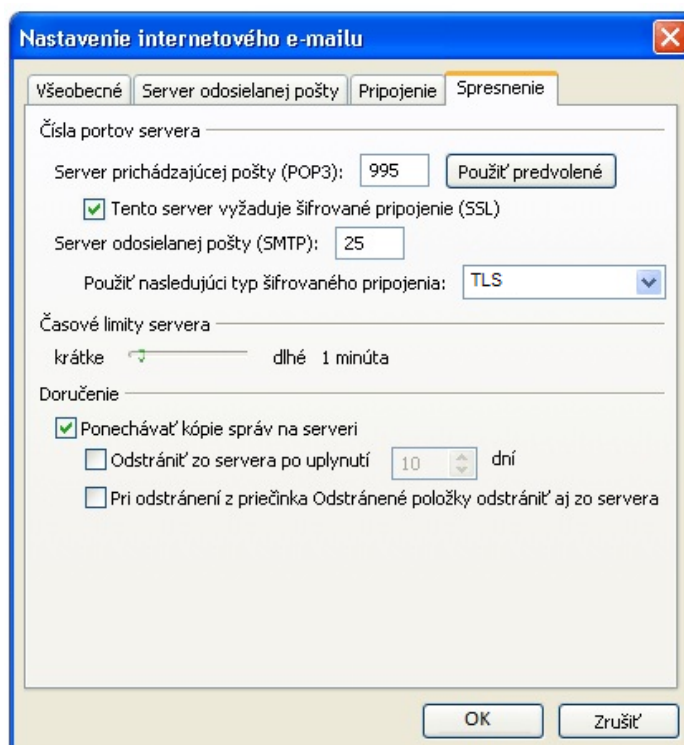 Nastavenie internetového e-mailu
Všeobecné Server odosielanej pošty Pripojenie Spresnenie
Čísla portov servera
Server prichádzajúcej pošty (POP3): 995 Použiť predvolené
Tento server vyžaduje šifrované pripojenie (SSL)
Server odosielanej pošty (SMTP): 25
Použiť nasledujúci typ šifrovaného pripojenia: TLS
Časové limity servera
krátke dlhé 1 minúta
Doručenie
Ponechávať kópie správ na serveri
Odstrániť zo servera po uplynutí 10 dní
Pri odstránení z priečinka Odstránené položky odstrániť aj zo servera
OK Zrušiť